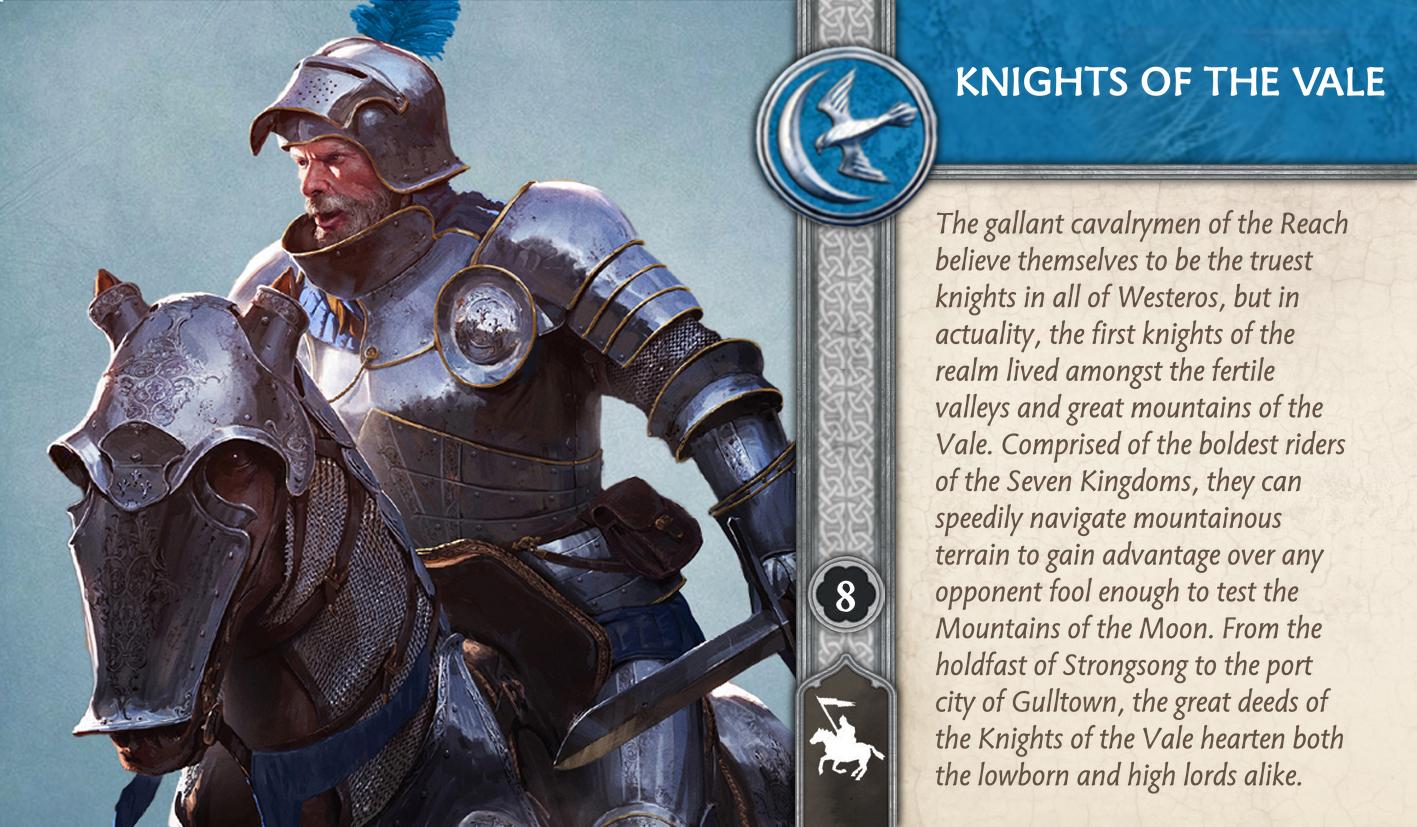 KNIGHTS OF THE VALE
The gallant cavalrymen of the Reach
believe themselves to be the truest
knights in all of Westeros, but in
actuality, the first knights of the
realm lived amongst the fertile
valleys and great mountains of the
Vale. Comprised of the boldest riders
of the Seven Kingdoms, they can
speedily navigate mountainous
terrain to gain advantage over any
opponent fool enough to test the
Mountains of the Moon. From the
holdfast of Strongsong to the port
city of Gulltown, the great deeds of
the Knights of the Vale hearten both
the lowborn and high lords alike.
8